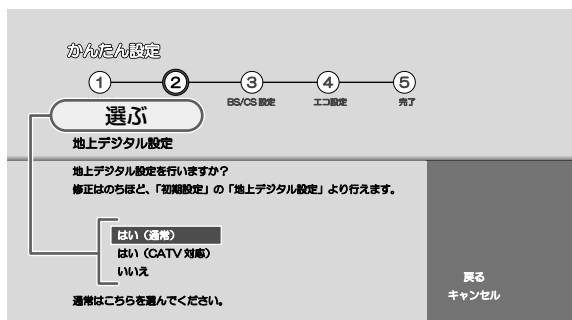 かんたん設定
1 2 3 4 5
BS/CS 設定 エコ設定 完了
選ぶ
地上デジタル設定
地上デジタル設定を行いますか?
修正はのちほど、「初期設定」の「地上デジタル設定」より行えます。
はい(通常)
はい(CATV 対応)
いいえ
通常はこちらを選んでください。
戻る
キャンセル